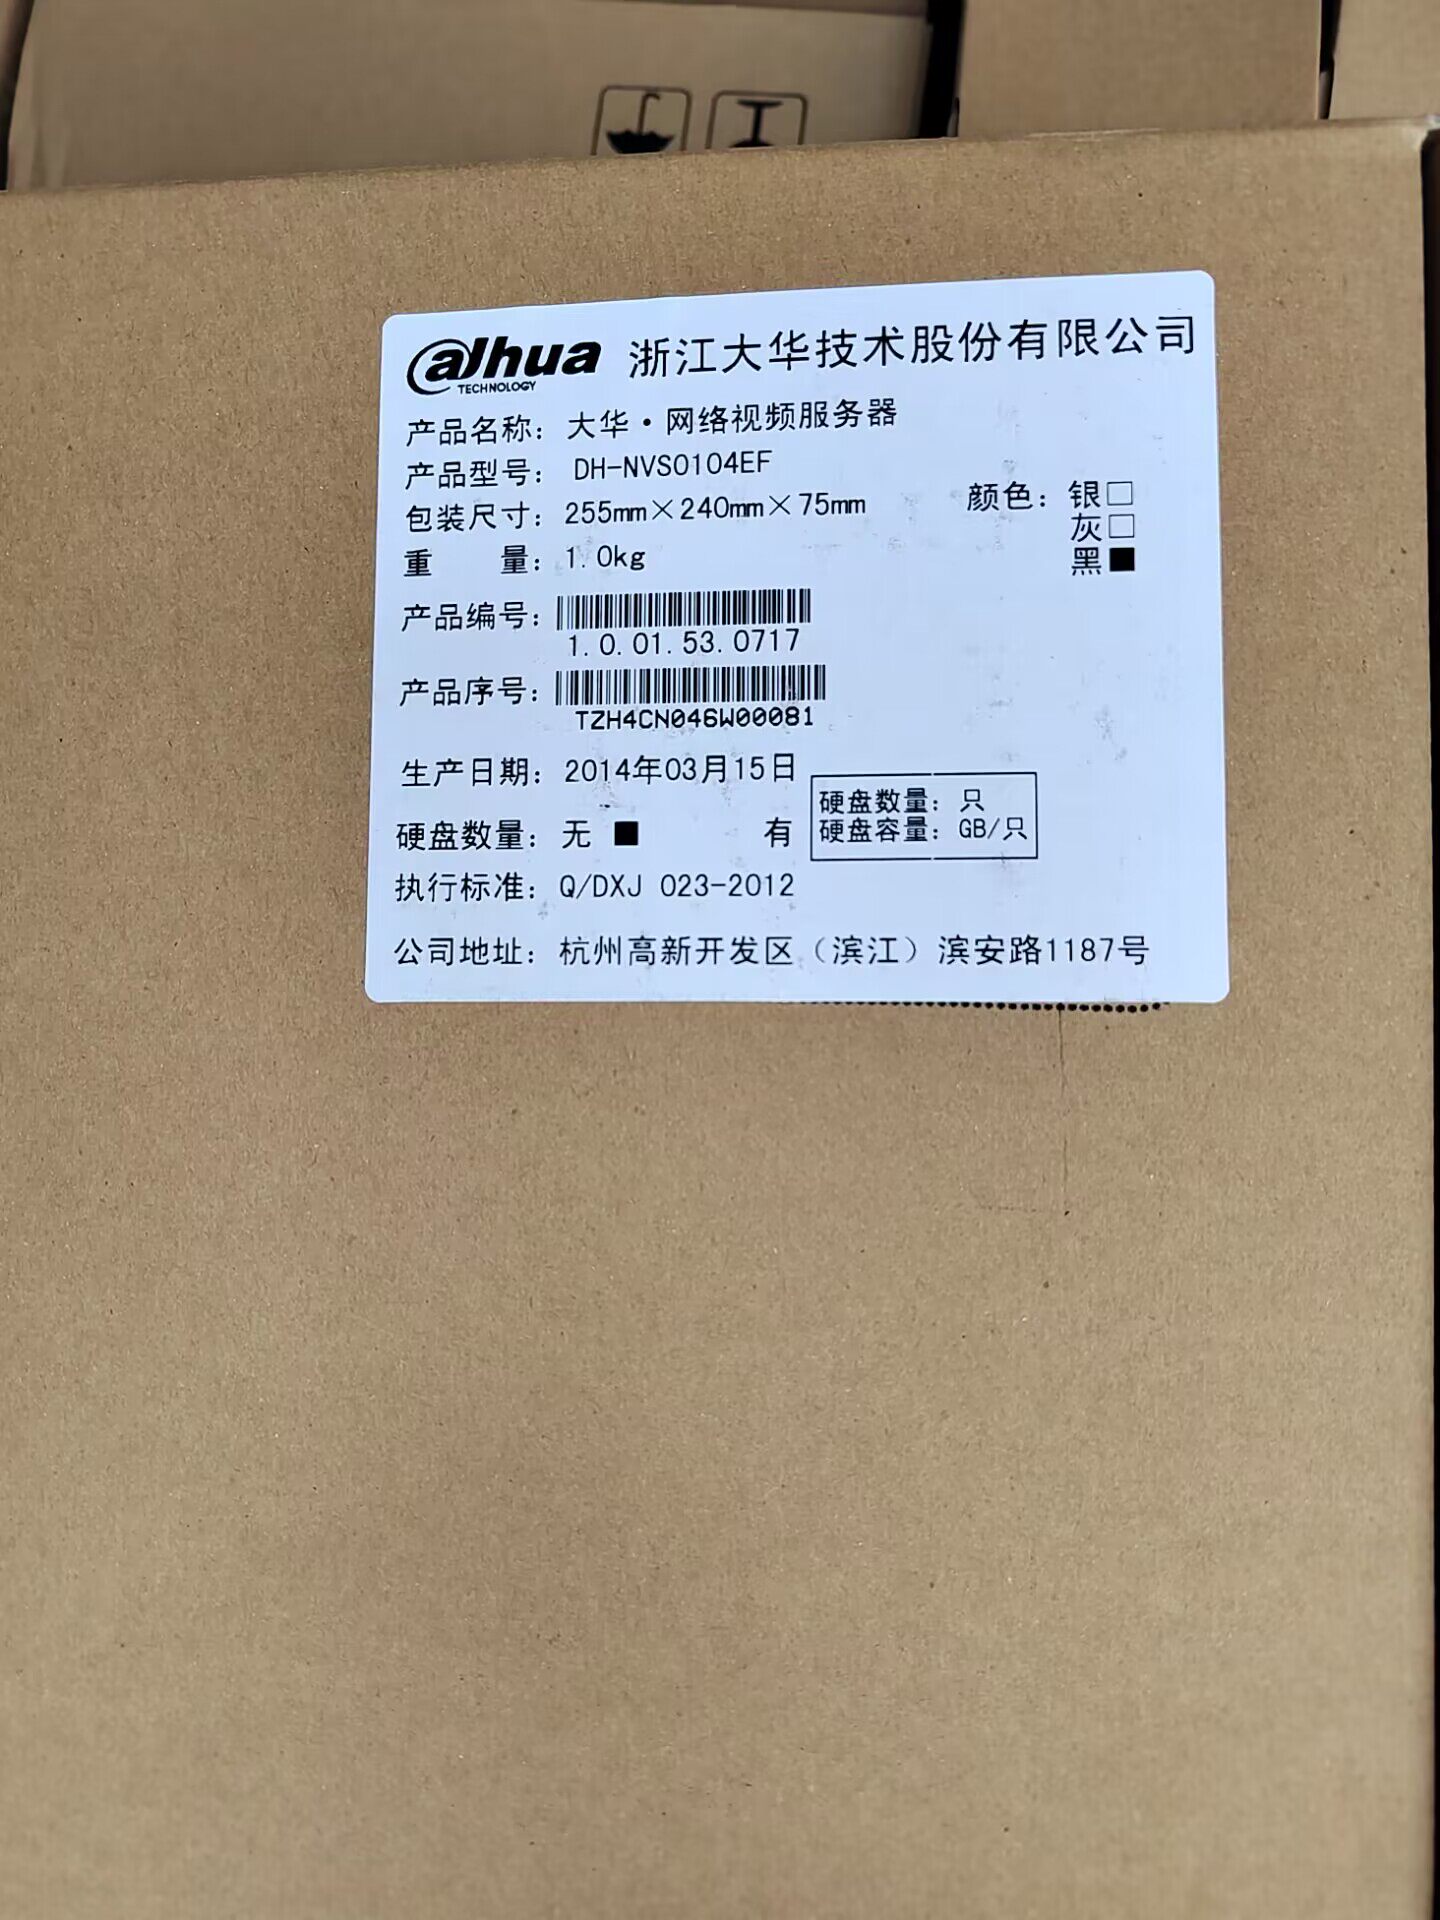 alhua TECHNOLOGY 浙江大华技术股份有限公司
产品名称：大华·网络视频服务器
产品型号：DH-NVS0104EF
包装尺寸：255mm×240mm×75mm 颜色：银□
灰□
重 量：1.0kg 黑■
产品编号：
1.0.01.53.0717
产品序号：
TZH4CN046W00081
生产日期：2014年03月15日
硬盘数量：无 ■ 有 硬盘数量：只
硬盘容量：GB/只
执行标准：Q/DXJ 023-2012
公司地址：杭州高新开发区（滨江）滨安路1187号